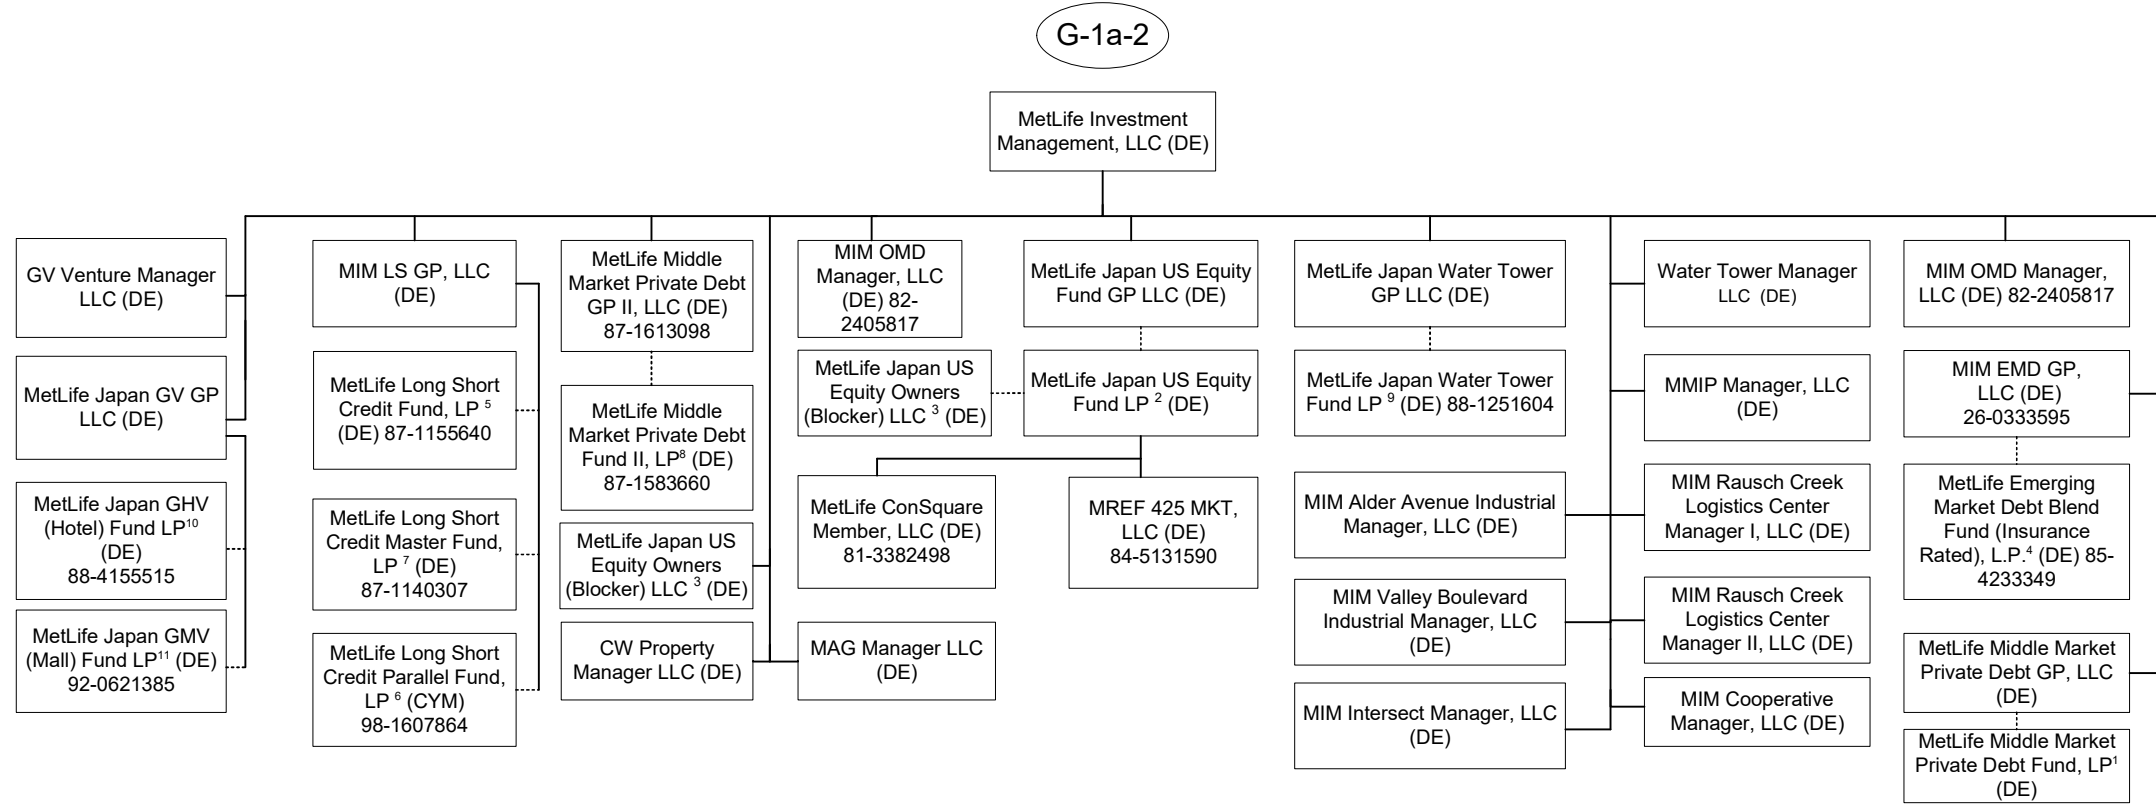 G-1a-2
MetLife Investment
Management, LLC (DE)
GV Venture Manager
LLC (DE)
MetLife Japan GV GP
LLC (DE)
MetLife Japan GHV
(Hotel) Fund LP10
(DE)
88-4155515
MetLife Japan GMV
(Mall) Fund LP11 (DE)
92-0621385
MIM LS GP, LLC
(DE)
MetLife Long Short
Credit Fund, LP 5
(DE) 87-1155640
MetLife Long Short
Credit Master Fund,
LP 7 (DE)
87-1140307
MetLife Long Short
Credit Parallel Fund,
LP 6 (CYM)
98-1607864
MetLife Middle
Market Private Debt
GP II, LLC (DE)
87-1613098
MetLife Middle
Market Private Debt
Fund II, LP8 (DE)
87-1583660
MetLife Japan US
Equity Owners
(Blocker) LLC 3 (DE)
CW Property
Manager LLC (DE)
MIM OMD
Manager, LLC
(DE) 82-
2405817
MetLife Japan US
Equity Owners
(Blocker) LLC 3 (DE)
MetLife ConSquare
Member, LLC (DE)
81-3382498
MAG Manager LLC
(DE)
MetLife Japan US Equity
Fund GP LLC (DE)
MetLife Japan US Equity
Fund LP 2 (DE)
MREF 425 MKT,
LLC (DE)
84-5131590
MetLife Japan Water Tower
GP LLC (DE)
MetLife Japan Water Tower
Fund LP 9 (DE) 88-1251604
MIM Alder Avenue Industrial
Manager, LLC (DE)
MIM Valley Boulevard
Industrial Manager, LLC
(DE)
MIM Intersect Manager, LLC
(DE)
Water Tower Manager
LLC (DE)
MMIP Manager, LLC
(DE)
MIM Rausch Creek
Logistics Center
Manager I, LLC (DE)
MIM Rausch Creek
Logistics Center
Manager II, LLC (DE)
MIM Cooperative
Manager, LLC (DE)
MIM OMD Manager,
LLC (DE) 82-2405817
MIM EMD GP,
LLC (DE)
26-0333595
MetLife Emerging
Market Debt Blend
Fund (Insurance
Rated), L.P.4 (DE) 85-
4233349
MetLife Middle Market
Private Debt GP, LLC
(DE)
MetLife Middle Market
Private Debt Fund, LP1
(DE)